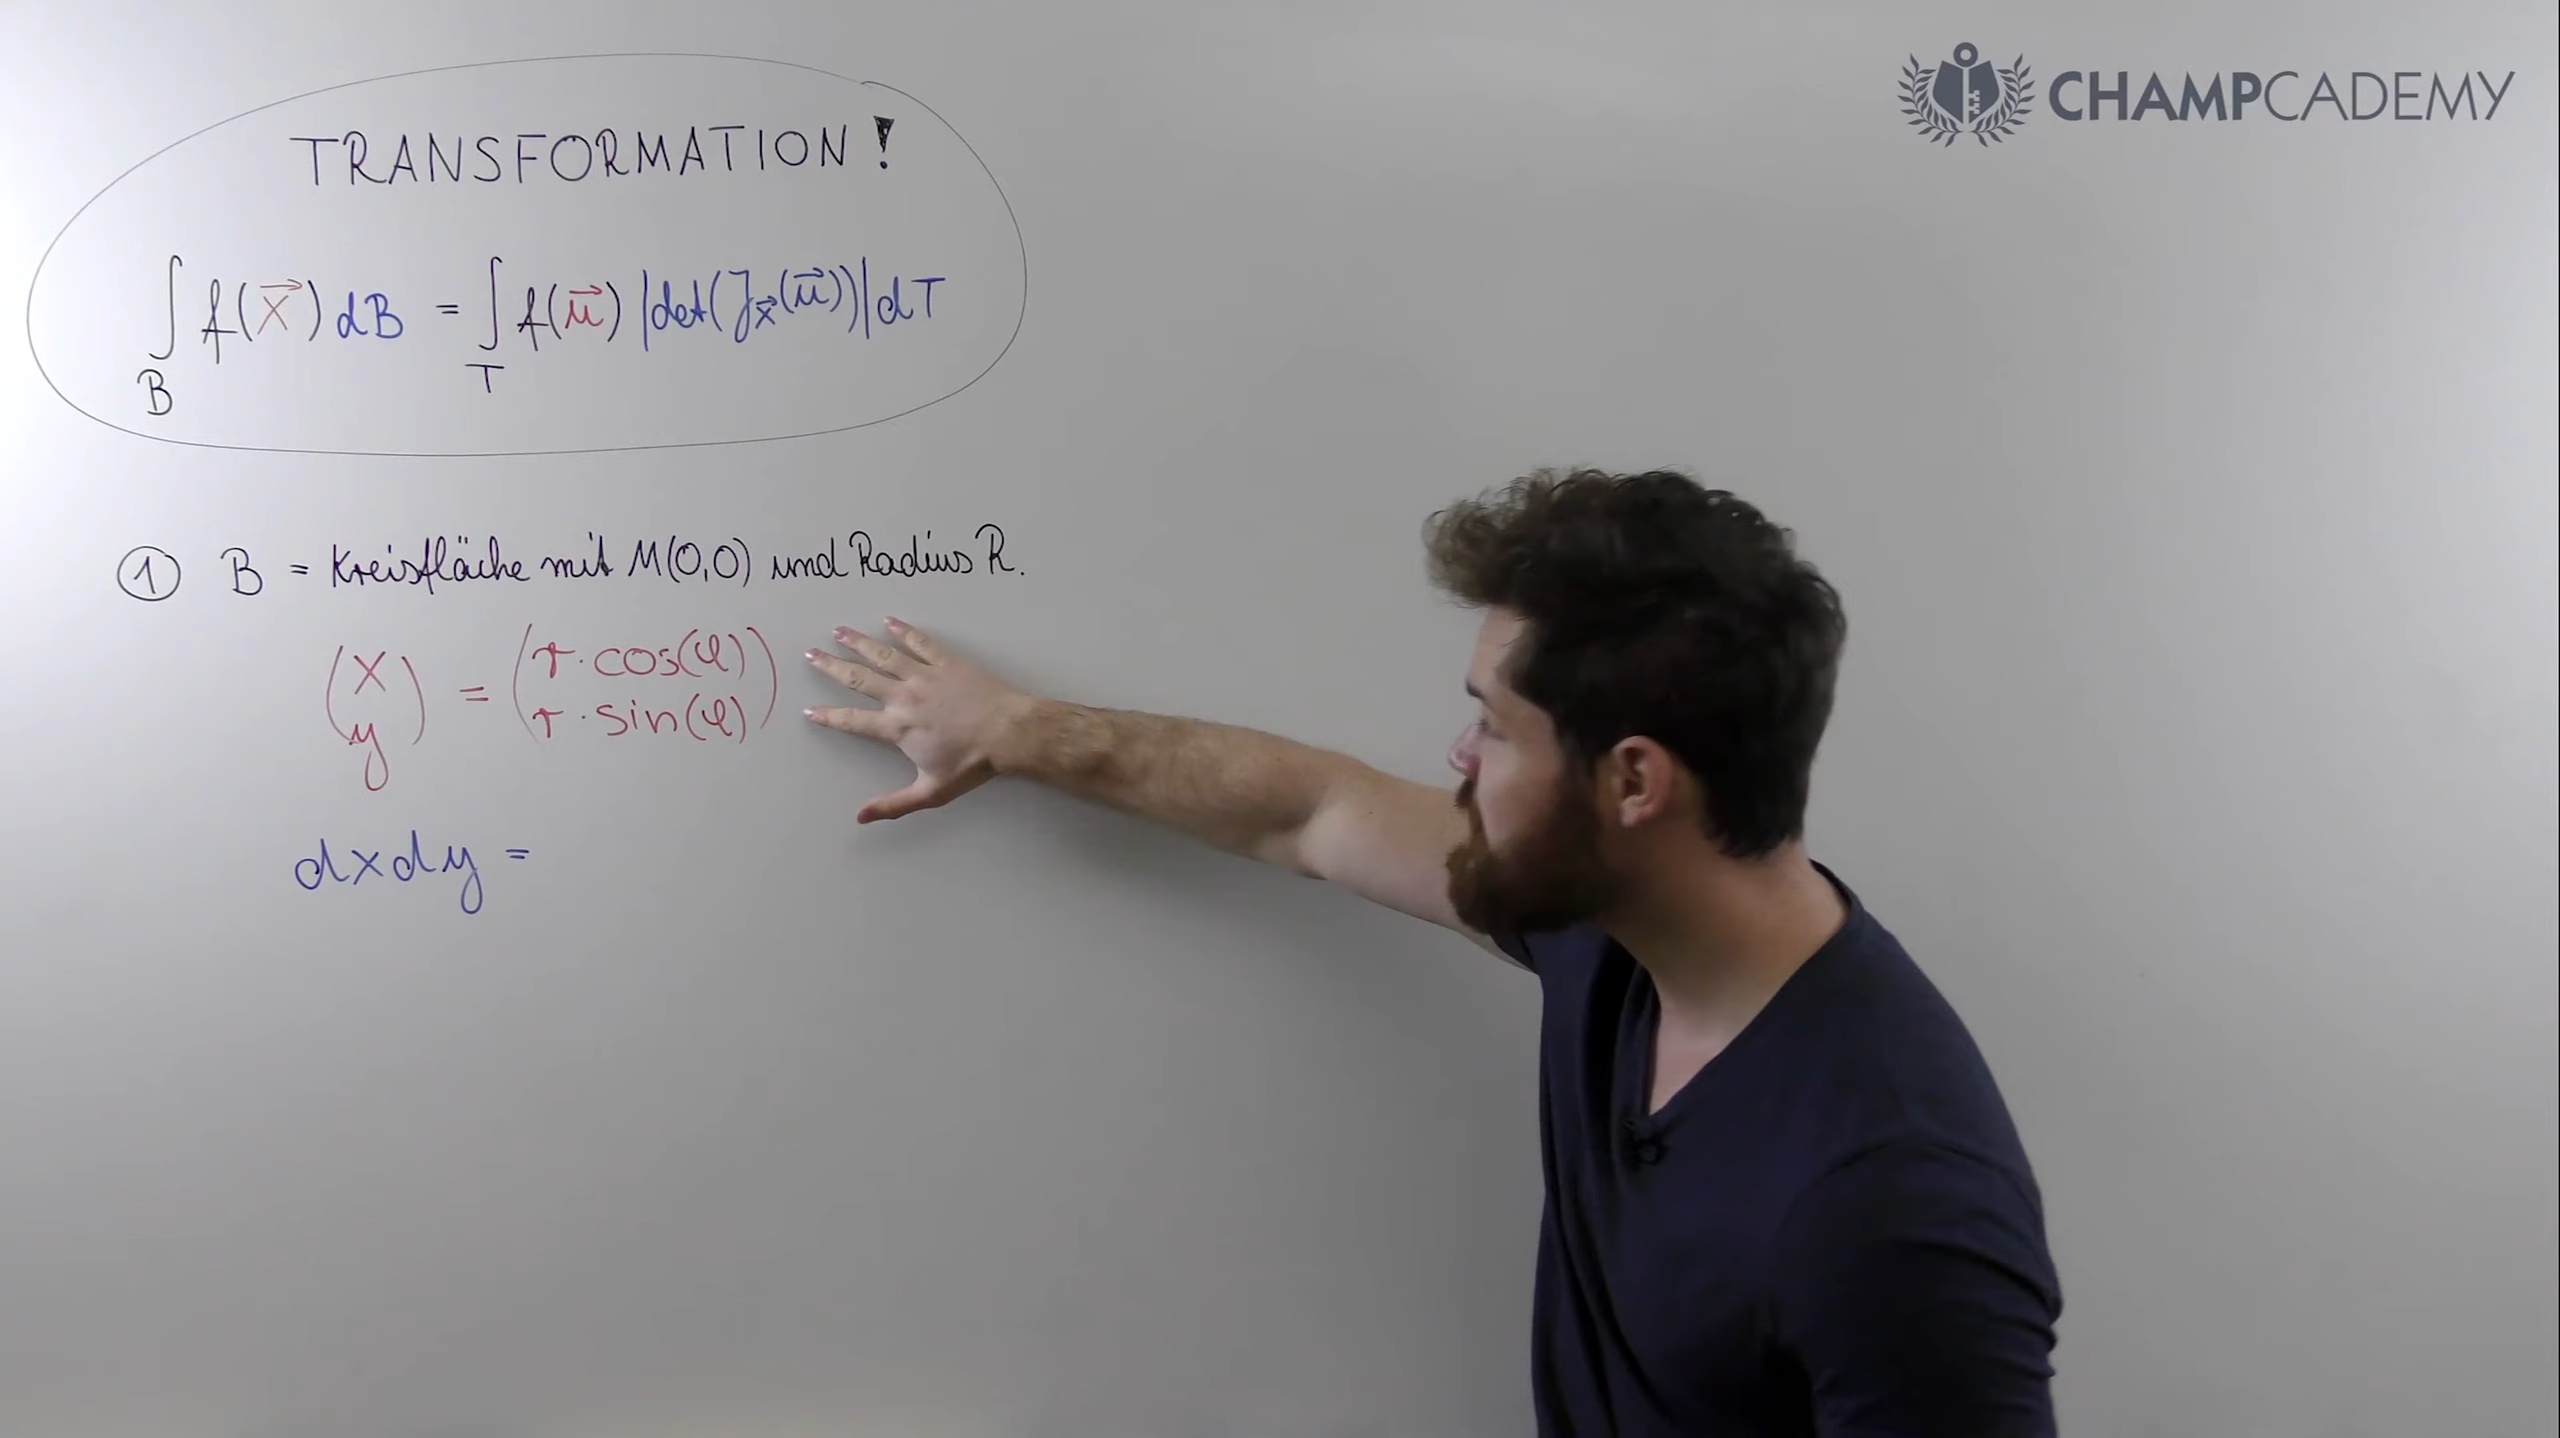 CHAMPCADEMY
TRANSFORMATION!
∫_B f(x⃗) dB = ∫_T f(u⃗) |det(J_x⃗(u⃗))| dT
① B = Kreisfläche mit M(0,0) und Radius R.
(x y) = (r·cos(φ) r·sin(φ))
dxdy =